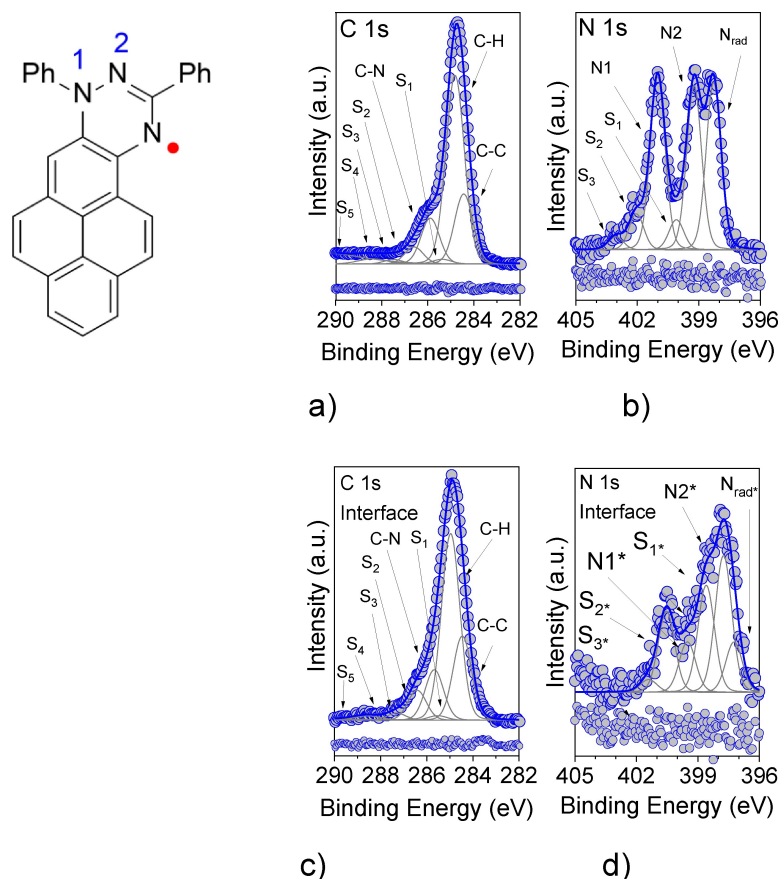 1
2
Ph
N
N
Ph
N
N
C 1s
C-H
C-N
S1
S2
S3
S4
S5
C-C
Intensity (a.u.)
290 288 286 284 282
Binding Energy (eV)
a)
N 1s
Nrad
N2
N1
S1
S2
S3
Intensity (a.u.)
405 402 399 396
Binding Energy (eV)
b)
C 1s
Interface
C-N S1
C-H
S2
S3
S4
S5
C-C
Intensity (a.u.)
290 288 286 284 282
Binding Energy (eV)
c)
N 1s
Interface
N2*
Nrad*
S1*
N1*
S2*
S3*
Intensity (a.u.)
405 402 399 396
Binding Energy (eV)
d)